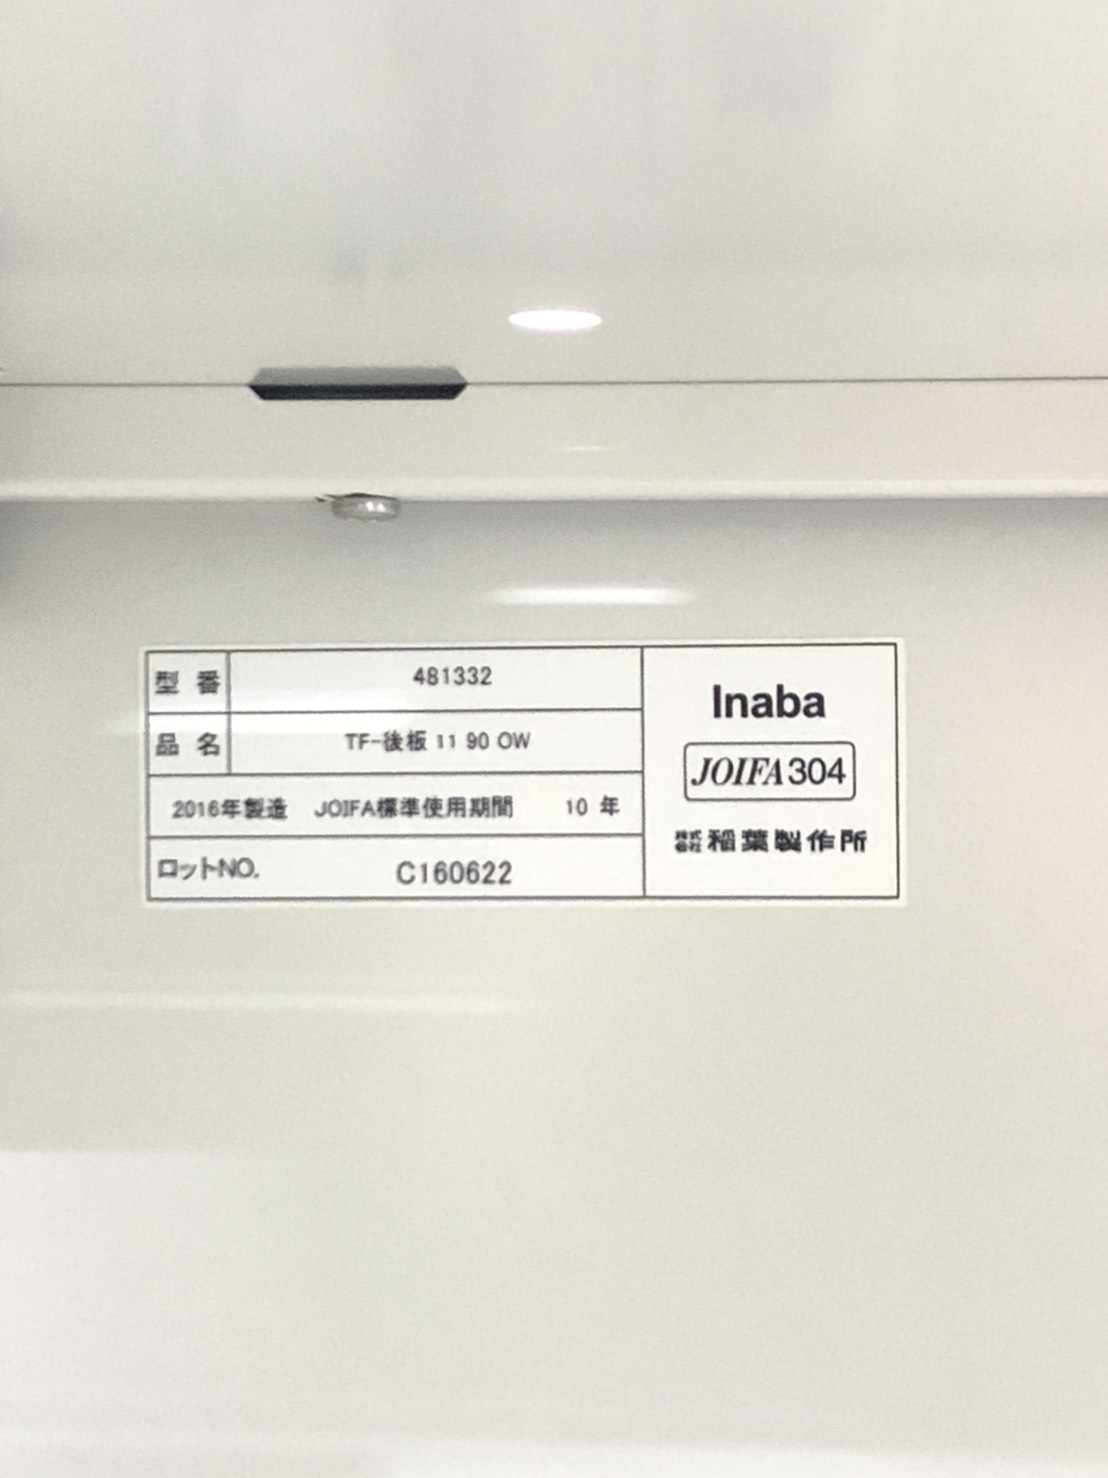 型番 481332
品名 TF-後板 11 90 OW
2016年製造 JOIFA標準使用期間 10 年
ロットNO. C160622
Inaba
JOIFA304
株式会社 稲葉製作所